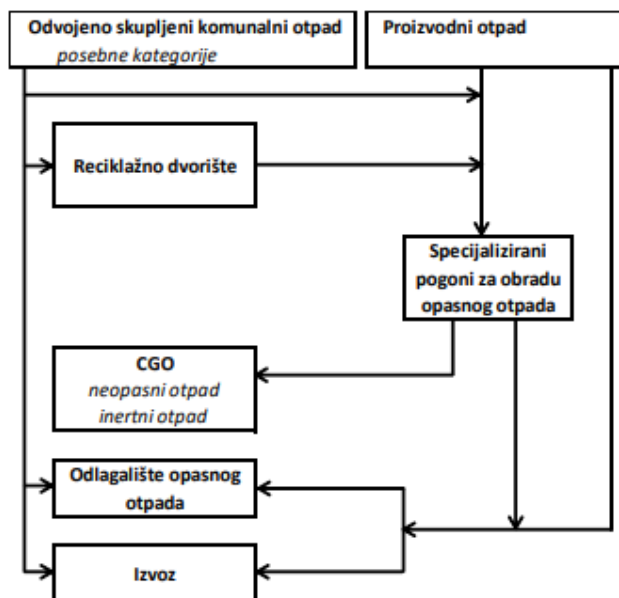 Odvojeno skupljeni komunalni otpad
posebne kategorije
Proizvodni otpad
Reciklažno dvorište
Specijalizirani
pogoni za obradu
opasnog otpada
CGO
neopasni otpad
inertni otpad
Odlagalište opasnog
otpada
Izvoz